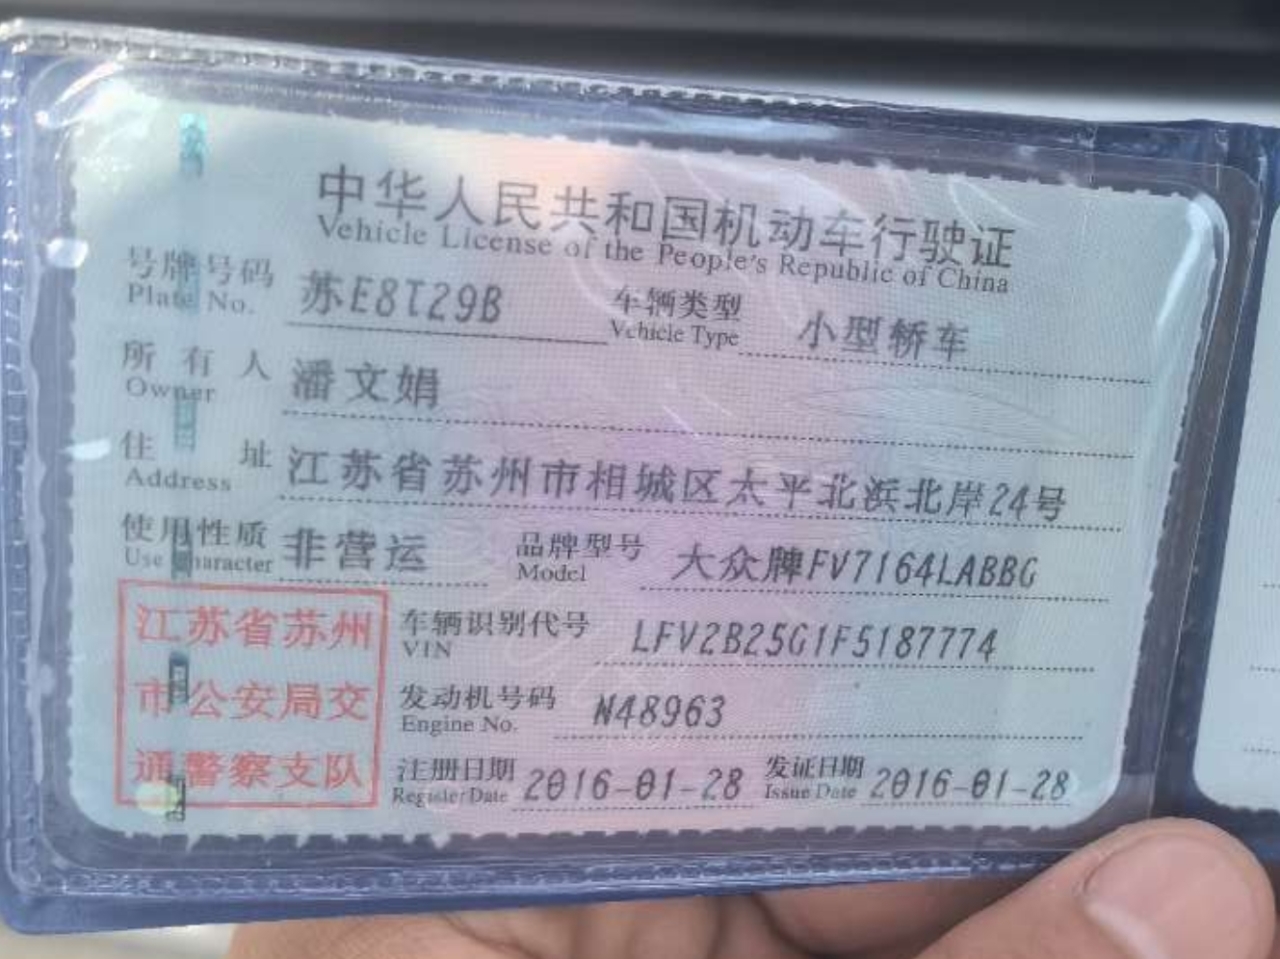 中华人民共和国机动车行驶证
Vehicle License of the People's Republic of China
号牌号码 苏E8T29B 车辆类型 小型轿车
Plate No. Vehicle Type
所有人 潘文娟
Owner
住址 江苏省苏州市相城区太平北浜北岸24号
Address
使用性质 非营运 品牌型号 大众牌FV7164LABBG
Use Character Model
江苏省苏州
市公安局交
通警察支队
车辆识别代号 LFV2B25G1F5187774
VIN
发动机号码 N48963
Engine No.
注册日期 2016-01-28 发证日期 2016-01-28
Register Date Issue Date